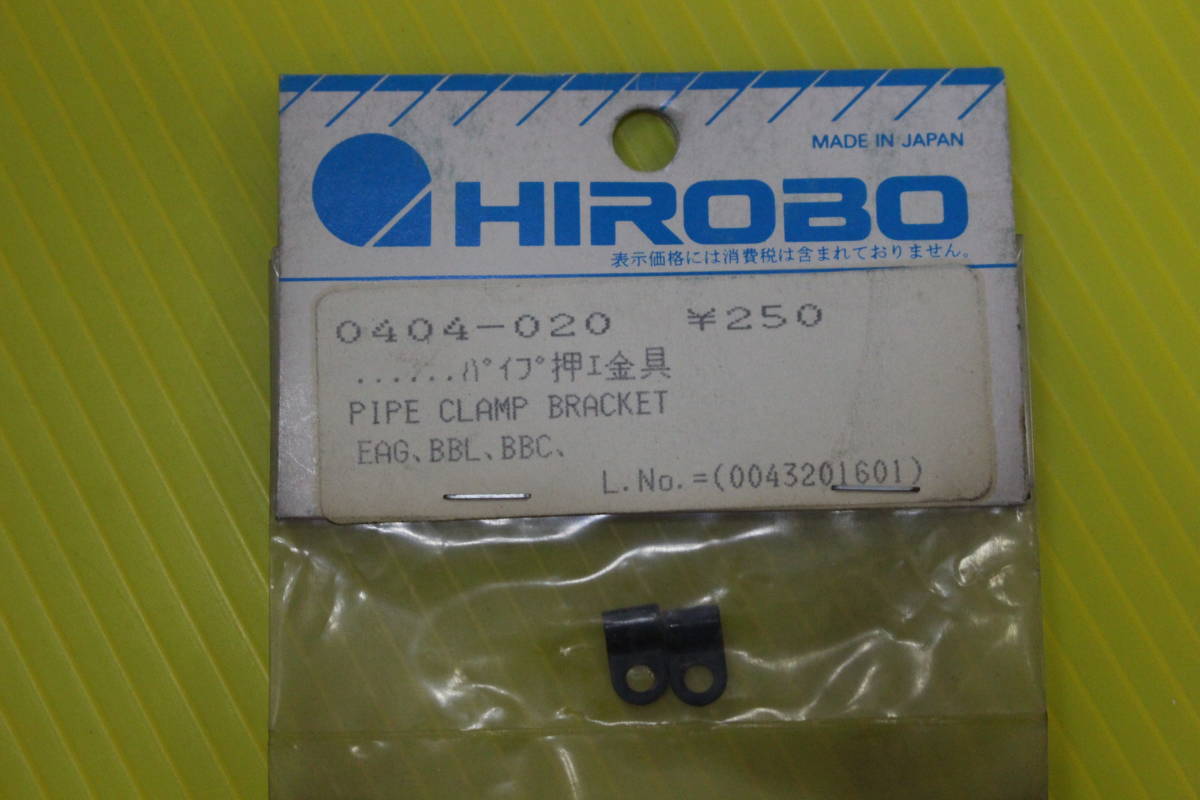 MADE IN JAPAN
HIROBO
表示価格には消費税は含まれておりません。
0404-020 ¥250
......ﾊﾟｲﾌﾟ押ｴ金具
PIPE CLAMP BRACKET
EAG､BBL､BBC､
L.No.=(0043201601)